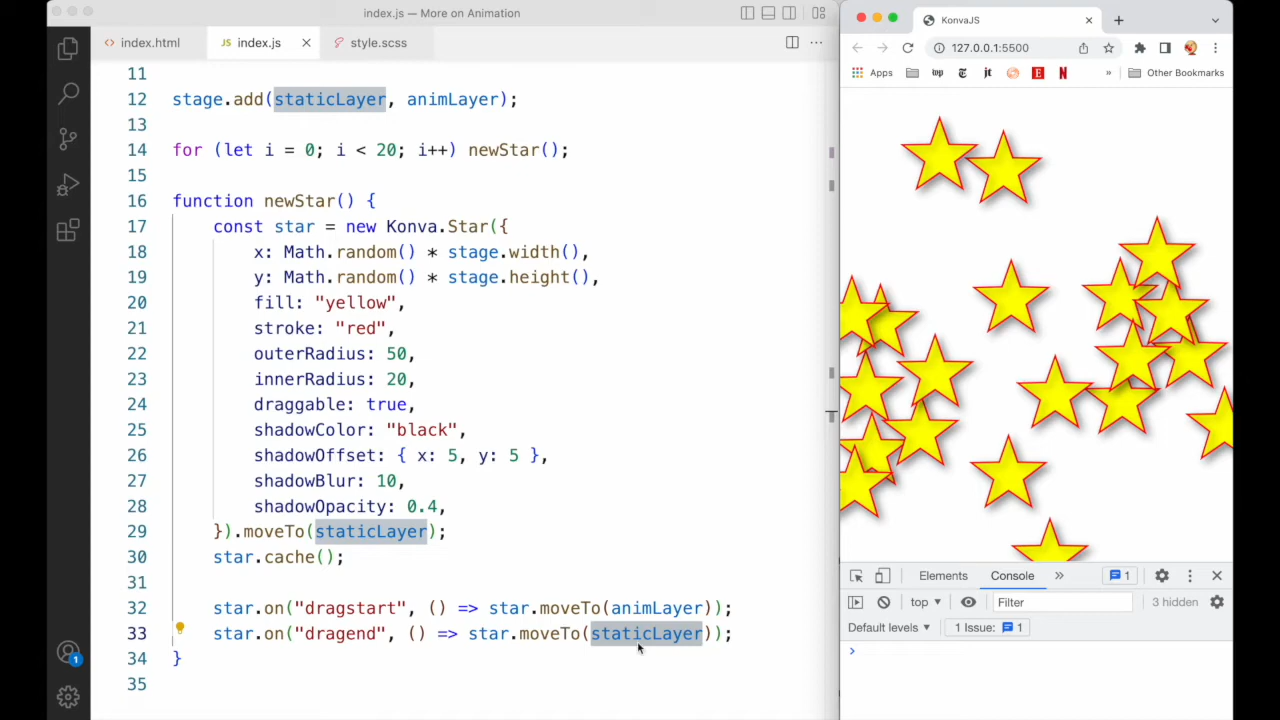 index.js — More on Animation
index.html
JS index.js
style.scss
11
12 stage.add(staticLayer, animLayer);
13
14 for (let i = 0; i < 20; i++) newStar();
15
16 function newStar() {
17 const star = new Konva.Star({
18 x: Math.random() * stage.width(),
19 y: Math.random() * stage.height(),
20 fill: "yellow",
21 stroke: "red",
22 outerRadius: 50,
23 innerRadius: 20,
24 draggable: true,
25 shadowColor: "black",
26 shadowOffset: { x: 5, y: 5 },
27 shadowBlur: 10,
28 shadowOpacity: 0.4,
29 }).moveTo(staticLayer);
30 star.cache();
31
32 star.on("dragstart", () => star.moveTo(animLayer));
33 star.on("dragend", () => star.moveTo(staticLayer));
34 }
35
1
KonvaJS
127.0.0.1:5500
Apps wp T jt E N » Other Bookmarks
Elements Console » 1
top Filter 3 hidden
Default levels 1 Issue: 1